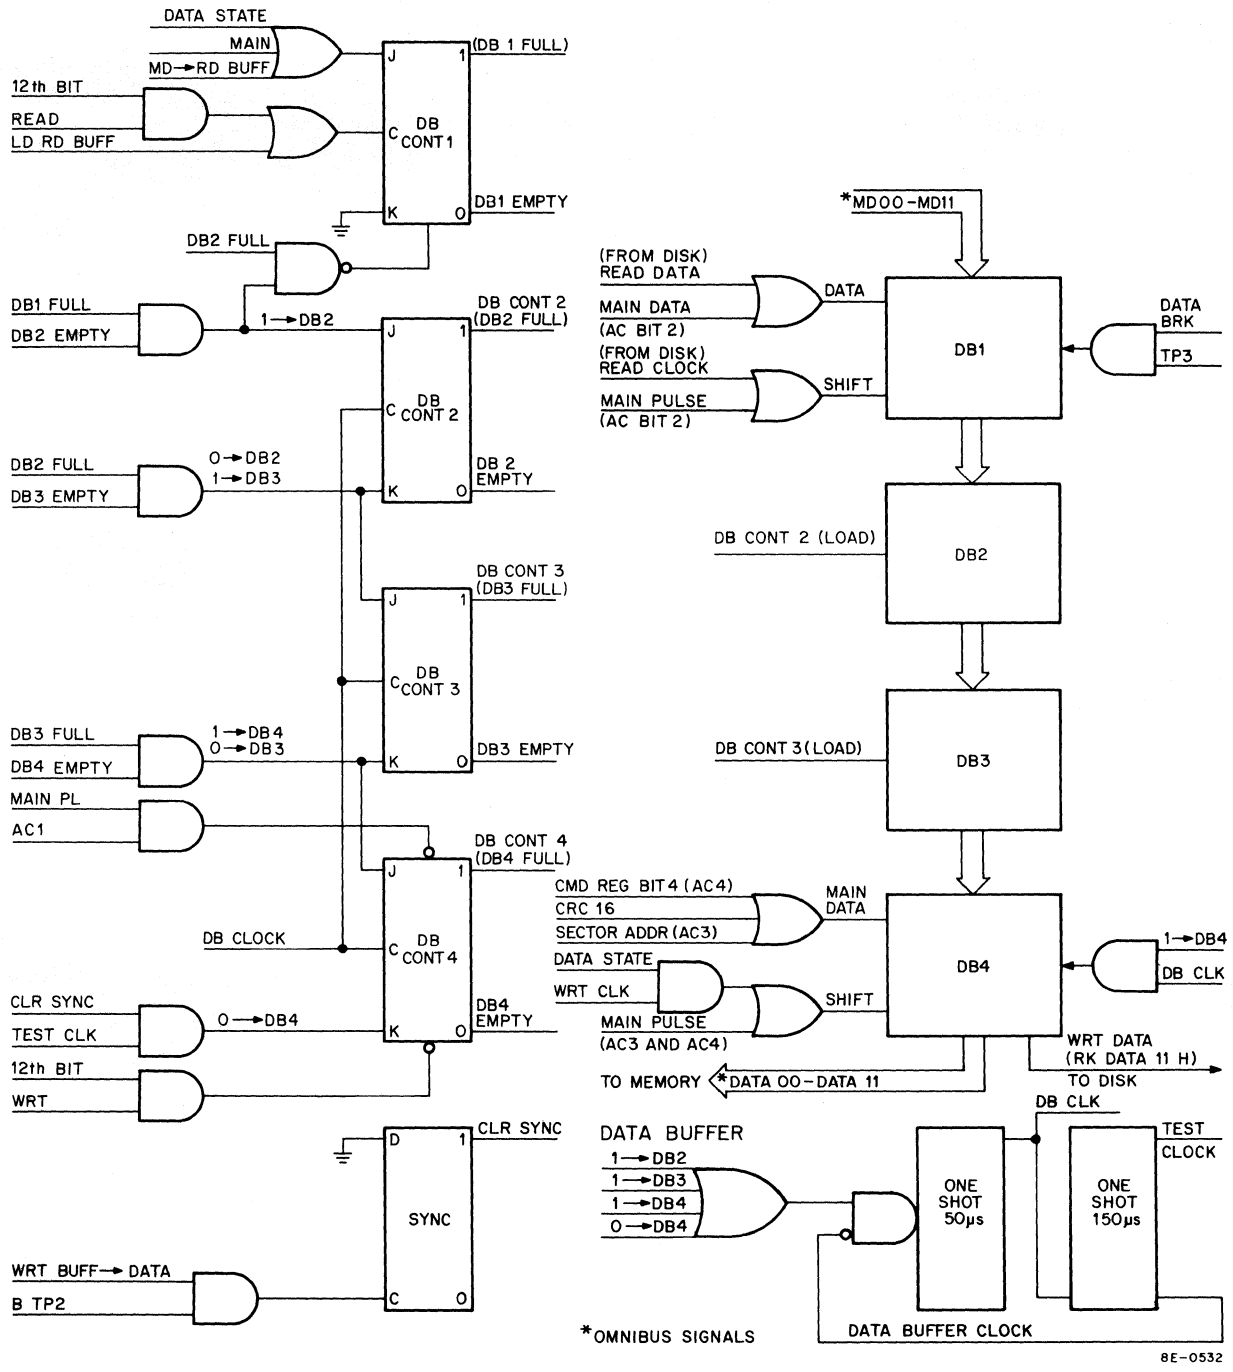 DATA STATE
MAIN
MD→RD BUFF
12th BIT
READ
LD RD BUFF
J
1
(DB 1 FULL)
C
DB
CONT 1
K
O
DB1 EMPTY
DB2 FULL
DB1 FULL
DB2 EMPTY
1→DB2
DB CONT 2
(DB2 FULL)
J
1
C
DB
CONT 2
DB2 FULL
DB3 EMPTY
O→DB2
1→DB3
DB 2
EMPTY
K
O
DB CONT 3
(DB3 FULL)
J
1
C
DB
CONT 3
DB3 FULL
DB4 EMPTY
1→DB4
O→DB3
K
O
DB3 EMPTY
MAIN PL
AC1
DB CONT 4
(DB4 FULL)
J
1
DB CLOCK
C
DB
CONT 4
CLR SYNC
TEST CLK
O→DB4
K
O
DB4
EMPTY
12th BIT
WRT
D
1
CLR SYNC
SYNC
WRT BUFF→DATA
B TP2
C
O
*MD00-MD11
(FROM DISK)
READ DATA
MAIN DATA
(AC BIT 2)
DATA
(FROM DISK)
READ CLOCK
MAIN PULSE
(AC BIT 2)
SHIFT
DB1
DATA
BRK
TP3
DB CONT 2 (LOAD)
DB2
DB CONT 3 (LOAD)
DB3
CMD REG BIT 4 (AC4)
CRC 16
SECTOR ADDR (AC3)
MAIN
DATA
DATA STATE
WRT CLK
MAIN PULSE
(AC3 AND AC4)
SHIFT
DB4
1→DB4
DB CLK
TO MEMORY
*DATA 00-DATA 11
WRT DATA
(RK DATA 11 H)
TO DISK
DATA BUFFER
1→DB2
1→DB3
1→DB4
O→DB4
ONE
SHOT
50µs
DB CLK
ONE
SHOT
150µs
TEST
CLOCK
DATA BUFFER CLOCK
*OMNIBUS SIGNALS
8E-0532